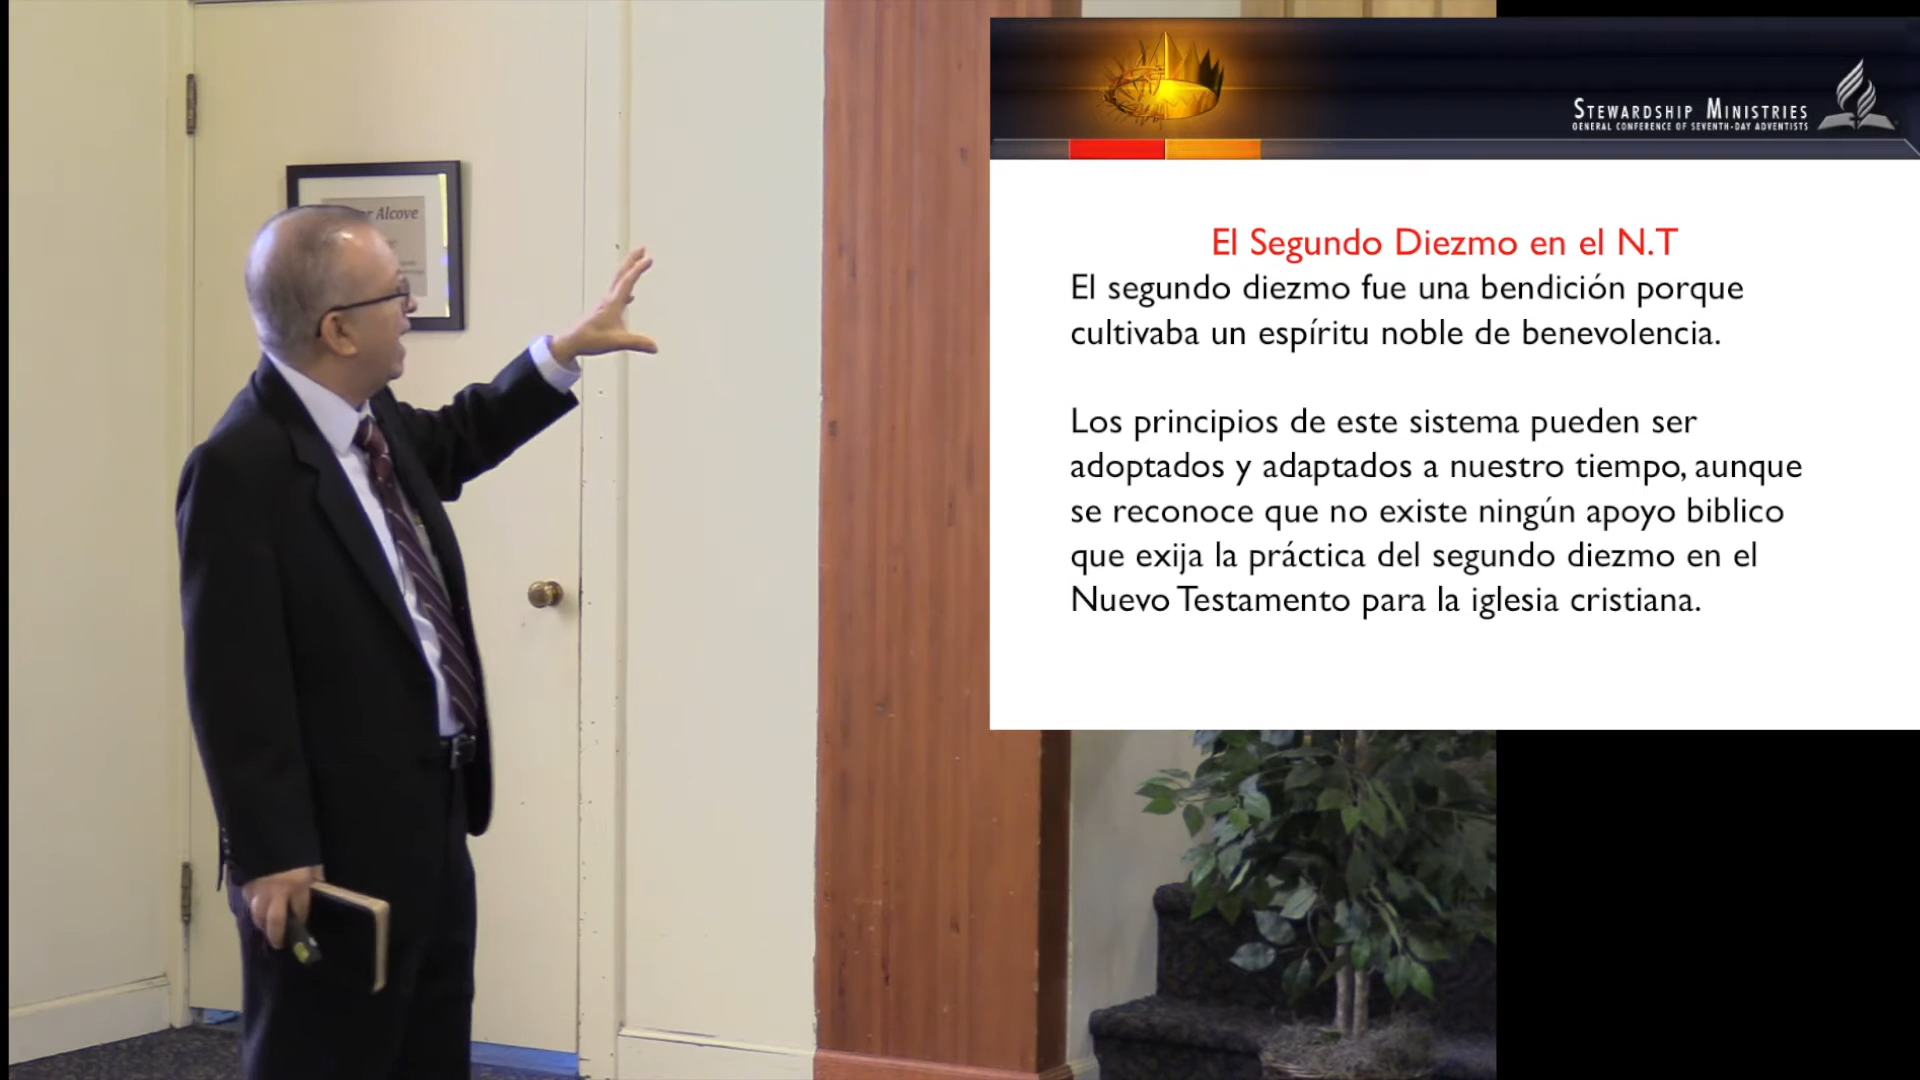 Alcove
STEWARDSHIP MINISTRIES
GENERAL CONFERENCE OF SEVENTH-DAY ADVENTISTS
El Segundo Diezmo en el N.T
El segundo diezmo fue una bendición porque
cultivaba un espíritu noble de benevolencia.
Los principios de este sistema pueden ser
adoptados y adaptados a nuestro tiempo, aunque
se reconoce que no existe ningún apoyo biblico
que exija la práctica del segundo diezmo en el
Nuevo Testamento para la iglesia cristiana.